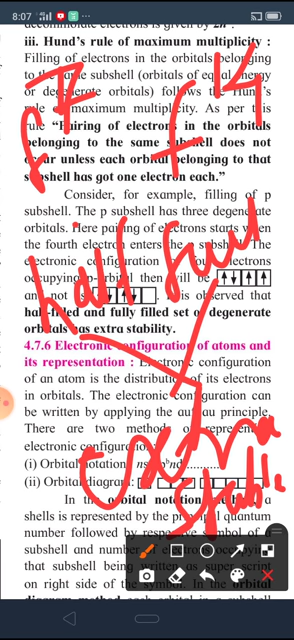 8:07
iii. Hund's rule of maximum multiplicity :
Filling of electrons in the orbitals belonging
to the same subshell (orbitals of equal energy
or degenerate orbitals) follows the Hund's
rule of maximum multiplicity. As per this
rule "Pairing of electrons in the orbitals
belonging to the same subshell does not
occur unless each orbital belonging to that
subshell has got one electron each."
Consider, for example, filling of p
subshell. The p subshell has three degenerate
orbitals. Here pairing of electrons starts when
the fourth electron enters the p subshell. The
electronic configuration of four electrons
occupying p-orbital then will be
and not as . It is observed that
half-filled and fully filled set of degenerate
orbitals has extra stability.
4.7.6 Electronic configuration of atoms and
its representation : Electronic configuration
of an atom is the distribution of its electrons
in orbitals. The electronic configuration can
be written by applying the aufbau principle.
There are two methods of representing
electronic configuration:
(i) Orbital notation:
(ii) Orbital diagram:
In the orbital notation method, a
shells is represented by the principal quantum
number followed by respective symbol of a
subshell and number of electrons occupying
that subshell being written as super script
on right side of the symbol. In the orbital
diagram method each orbital in a subshell
half
extra
stable